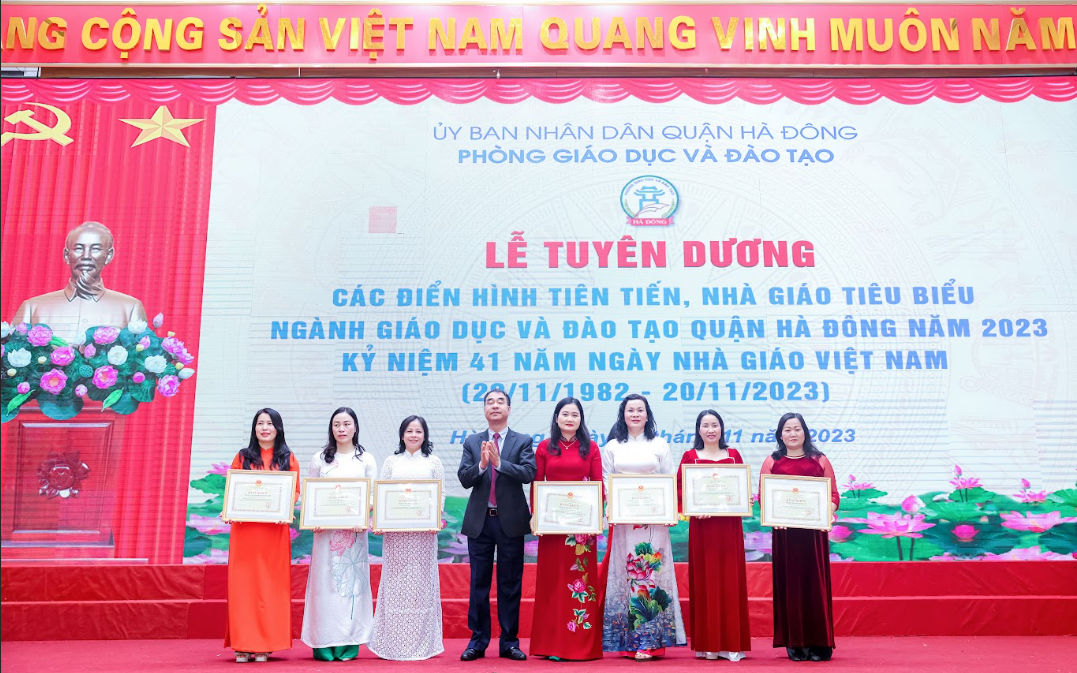 ẢNG CỘNG SẢN VIỆT NAM QUANG VINH MUÔN NĂM
ỦY BAN NHÂN DÂN QUẬN HÀ ĐÔNG
PHÒNG GIÁO DỤC VÀ ĐÀO TẠO
HÀ ĐÔNG
LỄ TUYÊN DƯƠNG
CÁC ĐIỂN HÌNH TIÊN TIẾN, NHÀ GIÁO TIÊU BIỂU
NGÀNH GIÁO DỤC VÀ ĐÀO TẠO QUẬN HÀ ĐÔNG NĂM 2023
KỶ NIỆM 41 NĂM NGÀY NHÀ GIÁO VIỆT NAM
(20/11/1982 - 20/11/2023)
11 2023